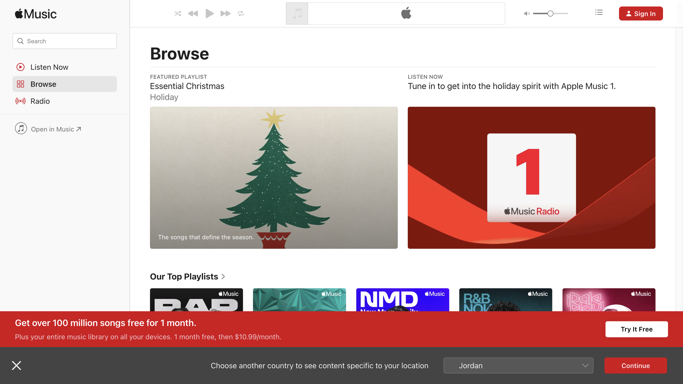 Music
Search
Listen Now
Browse
Radio
Open in Music ↗
Sign In
Browse
FEATURED PLAYLIST
Essential Christmas
Holiday
The songs that define the season.
LISTEN NOW
Tune in to get into the holiday spirit with Apple Music 1.
1
Music Radio
Our Top Playlists
Music
Music
Music
Music
Music
NMD
R&B
Get over 100 million songs free for 1 month.
Plus your entire music library on all your devices. 1 month free, then $10.99/month.
Try It Free
Choose another country to see content specific to your location
Jordan
Continue